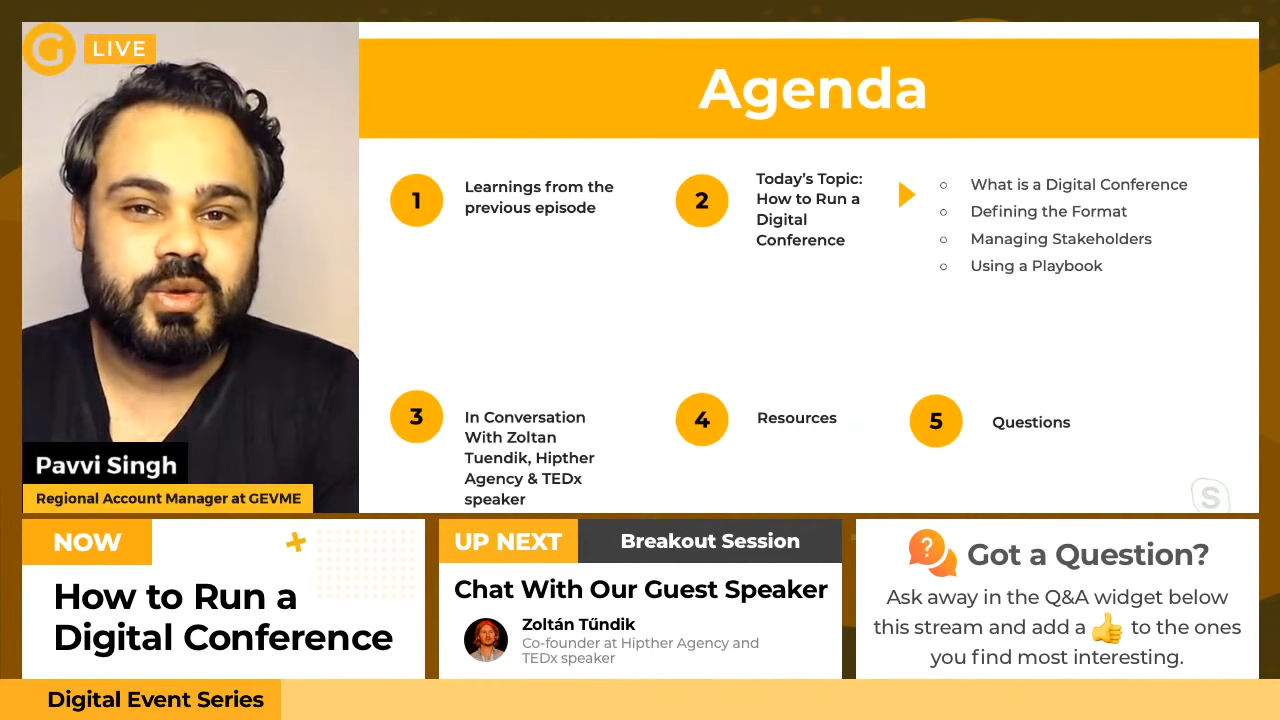 G LIVE
Agenda
1
Learnings from the
previous episode
2
Today's Topic:
How to Run a
Digital
Conference
What is a Digital Conference
Defining the Format
Managing Stakeholders
Using a Playbook
3
In Conversation
With Zoltan
Tuendik, Hipther
Agency & TEDx
speaker
4
Resources
5
Questions
S
Pavvi Singh
Regional Account Manager at GEVME
NOW
How to Run a
Digital Conference
UP NEXT
Breakout Session
Chat With Our Guest Speaker
Zoltán Tűndik
Co-founder at Hipther Agency and
TEDx speaker
? Got a Question?
Ask away in the Q&A widget below
this stream and add a 👍 to the ones
you find most interesting.
Digital Event Series